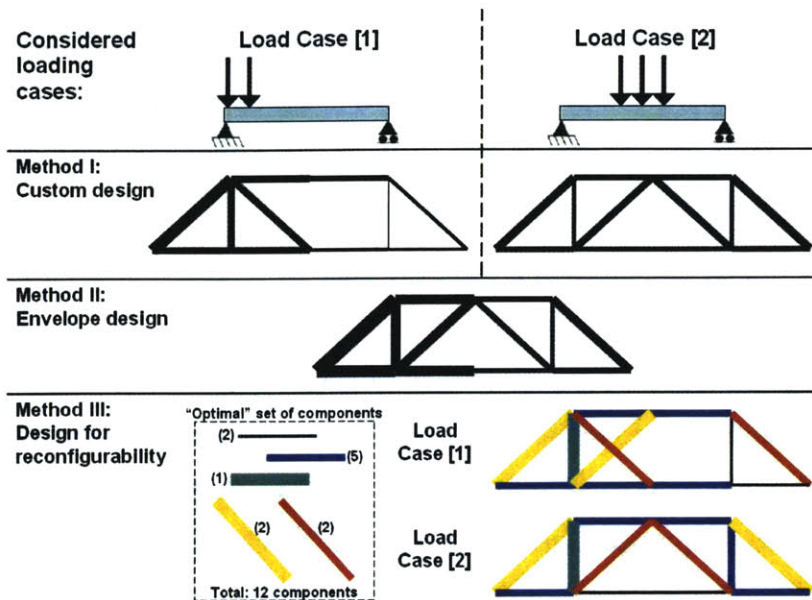 Considered
loading
cases:
Load Case [1]
Load Case [2]
Method I:
Custom design
Method II:
Envelope design
Method III:
Design for
reconfigurability
"Optimal" set of components
(2)
(5)
(1)
(2)
(2)
Total: 12 components
Load
Case [1]
Load
Case [2]